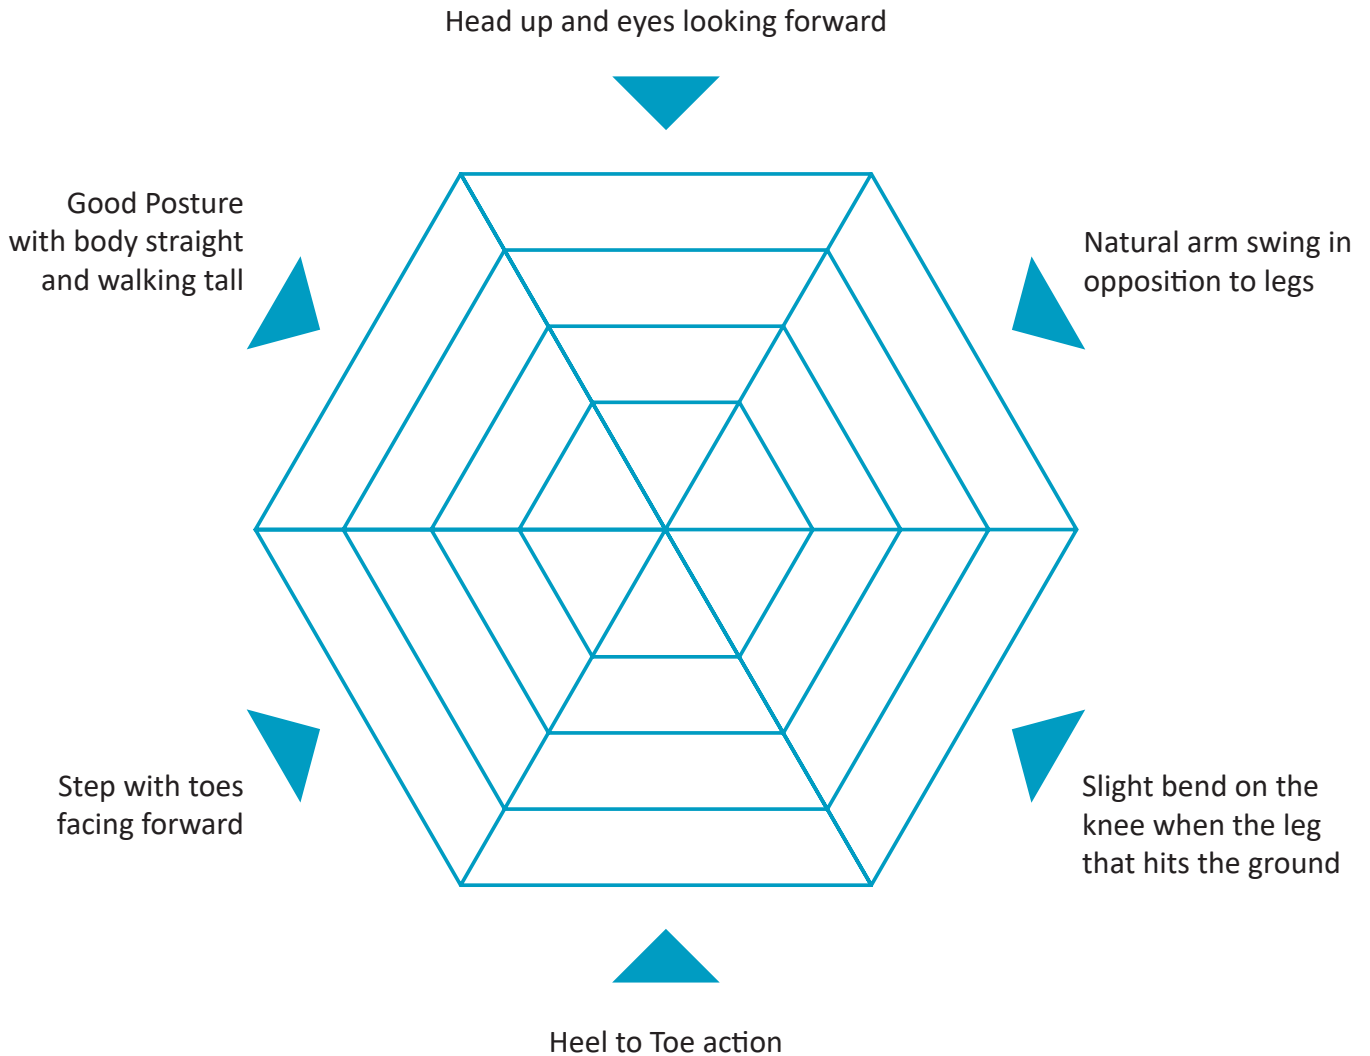 Head up and eyes looking forward
Good Posture
with body straight
and walking tall
Natural arm swing in
opposition to legs
Step with toes
facing forward
Slight bend on the
knee when the leg
that hits the ground
Heel to Toe action